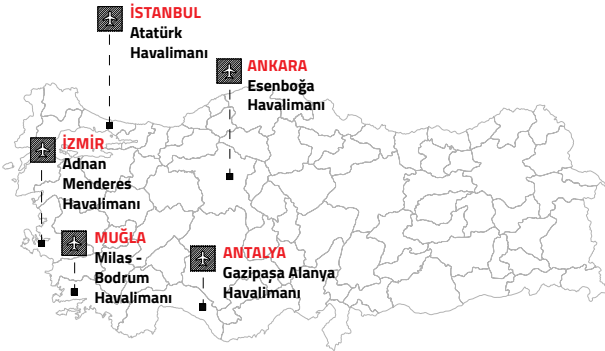 İSTANBUL
Atatürk
Havalimanı
ANKARA
Esenboğa
Havalimanı
İZMİR
Adnan
Menderes
Havalimanı
MUĞLA
Milas -
Bodrum
Havalimanı
ANTALYA
Gazipaşa Alanya
Havalimanı